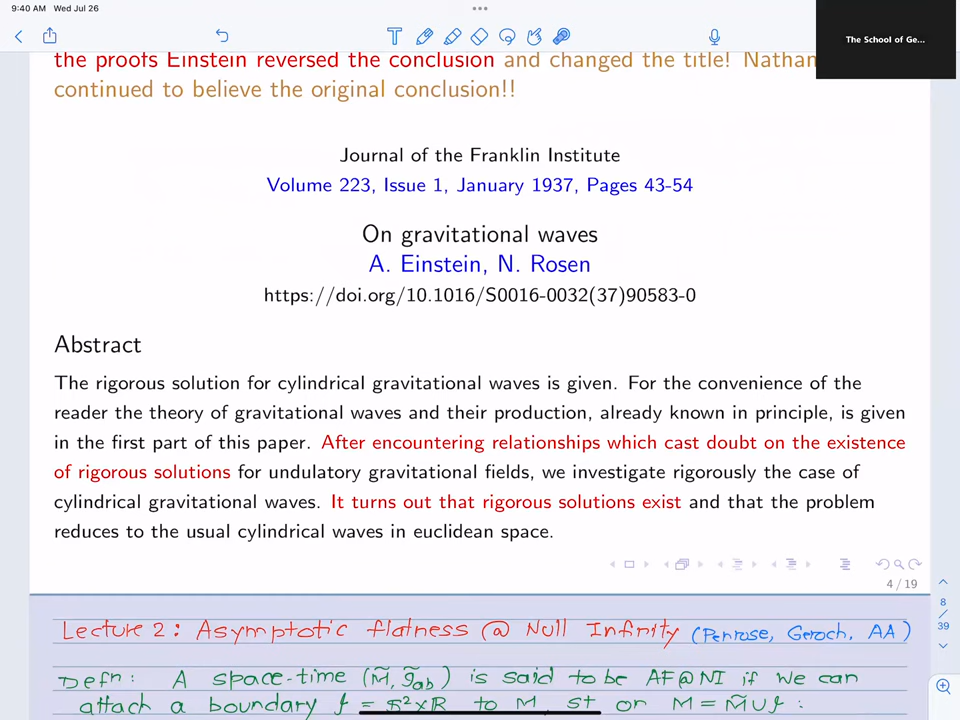 9:40 AM Wed Jul 26
The School of Ge...
the proofs Einstein reversed the conclusion and changed the title! Nathan
continued to believe the original conclusion!!
Journal of the Franklin Institute
Volume 223, Issue 1, January 1937, Pages 43-54
On gravitational waves
A. Einstein, N. Rosen
https://doi.org/10.1016/S0016-0032(37)90583-0
Abstract
The rigorous solution for cylindrical gravitational waves is given. For the convenience of the
reader the theory of gravitational waves and their production, already known in principle, is given
in the first part of this paper. After encountering relationships which cast doubt on the existence
of rigorous solutions for undulatory gravitational fields, we investigate rigorously the case of
cylindrical gravitational waves. It turns out that rigorous solutions exist and that the problem
reduces to the usual cylindrical waves in euclidean space.
4 / 19
8
/
39
Lecture 2: Asymptotic flatness @ Null Infinity (Penrose, Geroch, AA)
Defn: A space-time (M̃, g̃ab) is said to be AF@NI if we can
attach a boundary ℐ = S²×ℝ to M, st on M = M̃ ∪ ℐ :